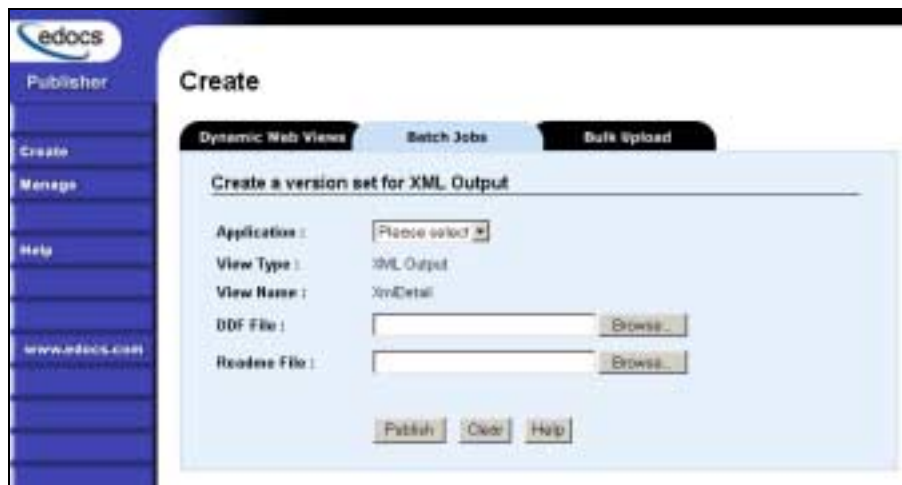 edocs
Publisher
Create
Manage
Help
www.edocs.com
Create
Dynamic Web Views
Batch Jobs
Bulk Upload
Create a version set for XML Output
Application :
Please select
View Type :
XML Output
View Name :
XmlDetail
DDF File :
Browse...
Readme File :
Browse...
Publish
Clear
Help